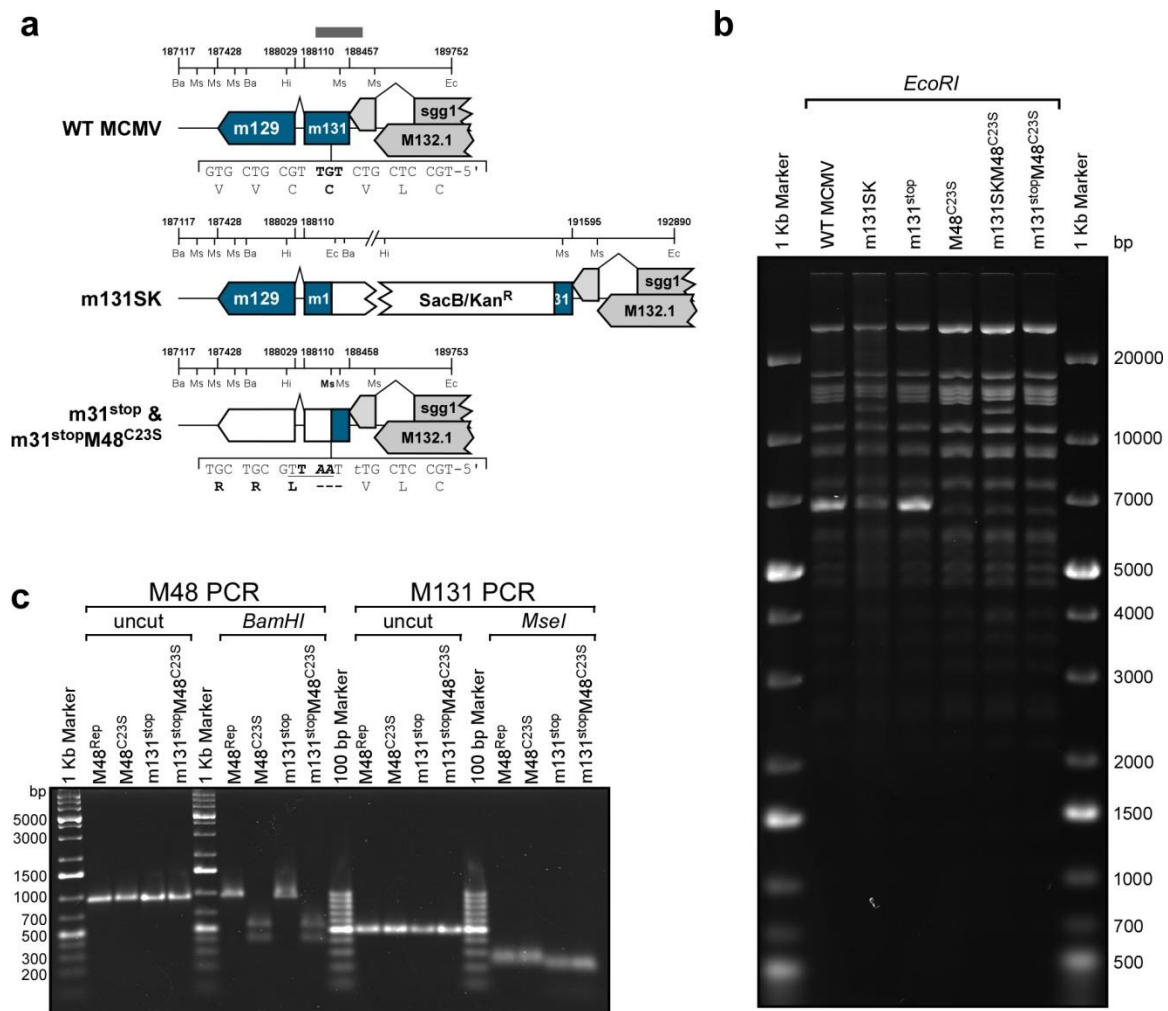 a
187117 187428 188029 188110 188457 189752
Ba Ms Ms Ms Ba Hi Ms Ms Ec
WT MCMV
m129 m131 sgg1
M132.1
GTG CTG CGT TGT CTG CTC CGT-5'
V V C C V L C
187117 187428 188029 188110 191595 192890
Ba Ms Ms Ms Ba Hi Ec Ba Hi Ms Ms Ec
m131SK
m129 m1 SacB/KanR 31 sgg1
M132.1
187117 187428 188029 188110 188458 189753
Ba Ms Ms Ms Ba Hi Ms Ms Ms Ec
m31stop &
m31stopM48C23S
sgg1
M132.1
TGC TGC GTT AAT tTG CTC CGT-5'
R R L --- V L C
b
EcoRI
1 Kb Marker
WT MCMV
m131SK
m131stop
M48C23S
m131SKM48C23S
m131stopM48C23S
1 Kb Marker
bp
20000
10000
7000
5000
4000
3000
2000
1500
1000
700
500
c
M48 PCR M131 PCR
uncut BamHI uncut MseI
1 Kb Marker
M48Rep
M48C23S
m131stop
m131stopM48C23S
1 Kb Marker
M48Rep
M48C23S
m131stop
m131stopM48C23S
100 bp Marker
M48Rep
M48C23S
m131stop
m131stopM48C23S
100 bp Marker
M48Rep
M48C23S
m131stop
m131stopM48C23S
bp
5000
3000
1500
1000
700
500
300
200